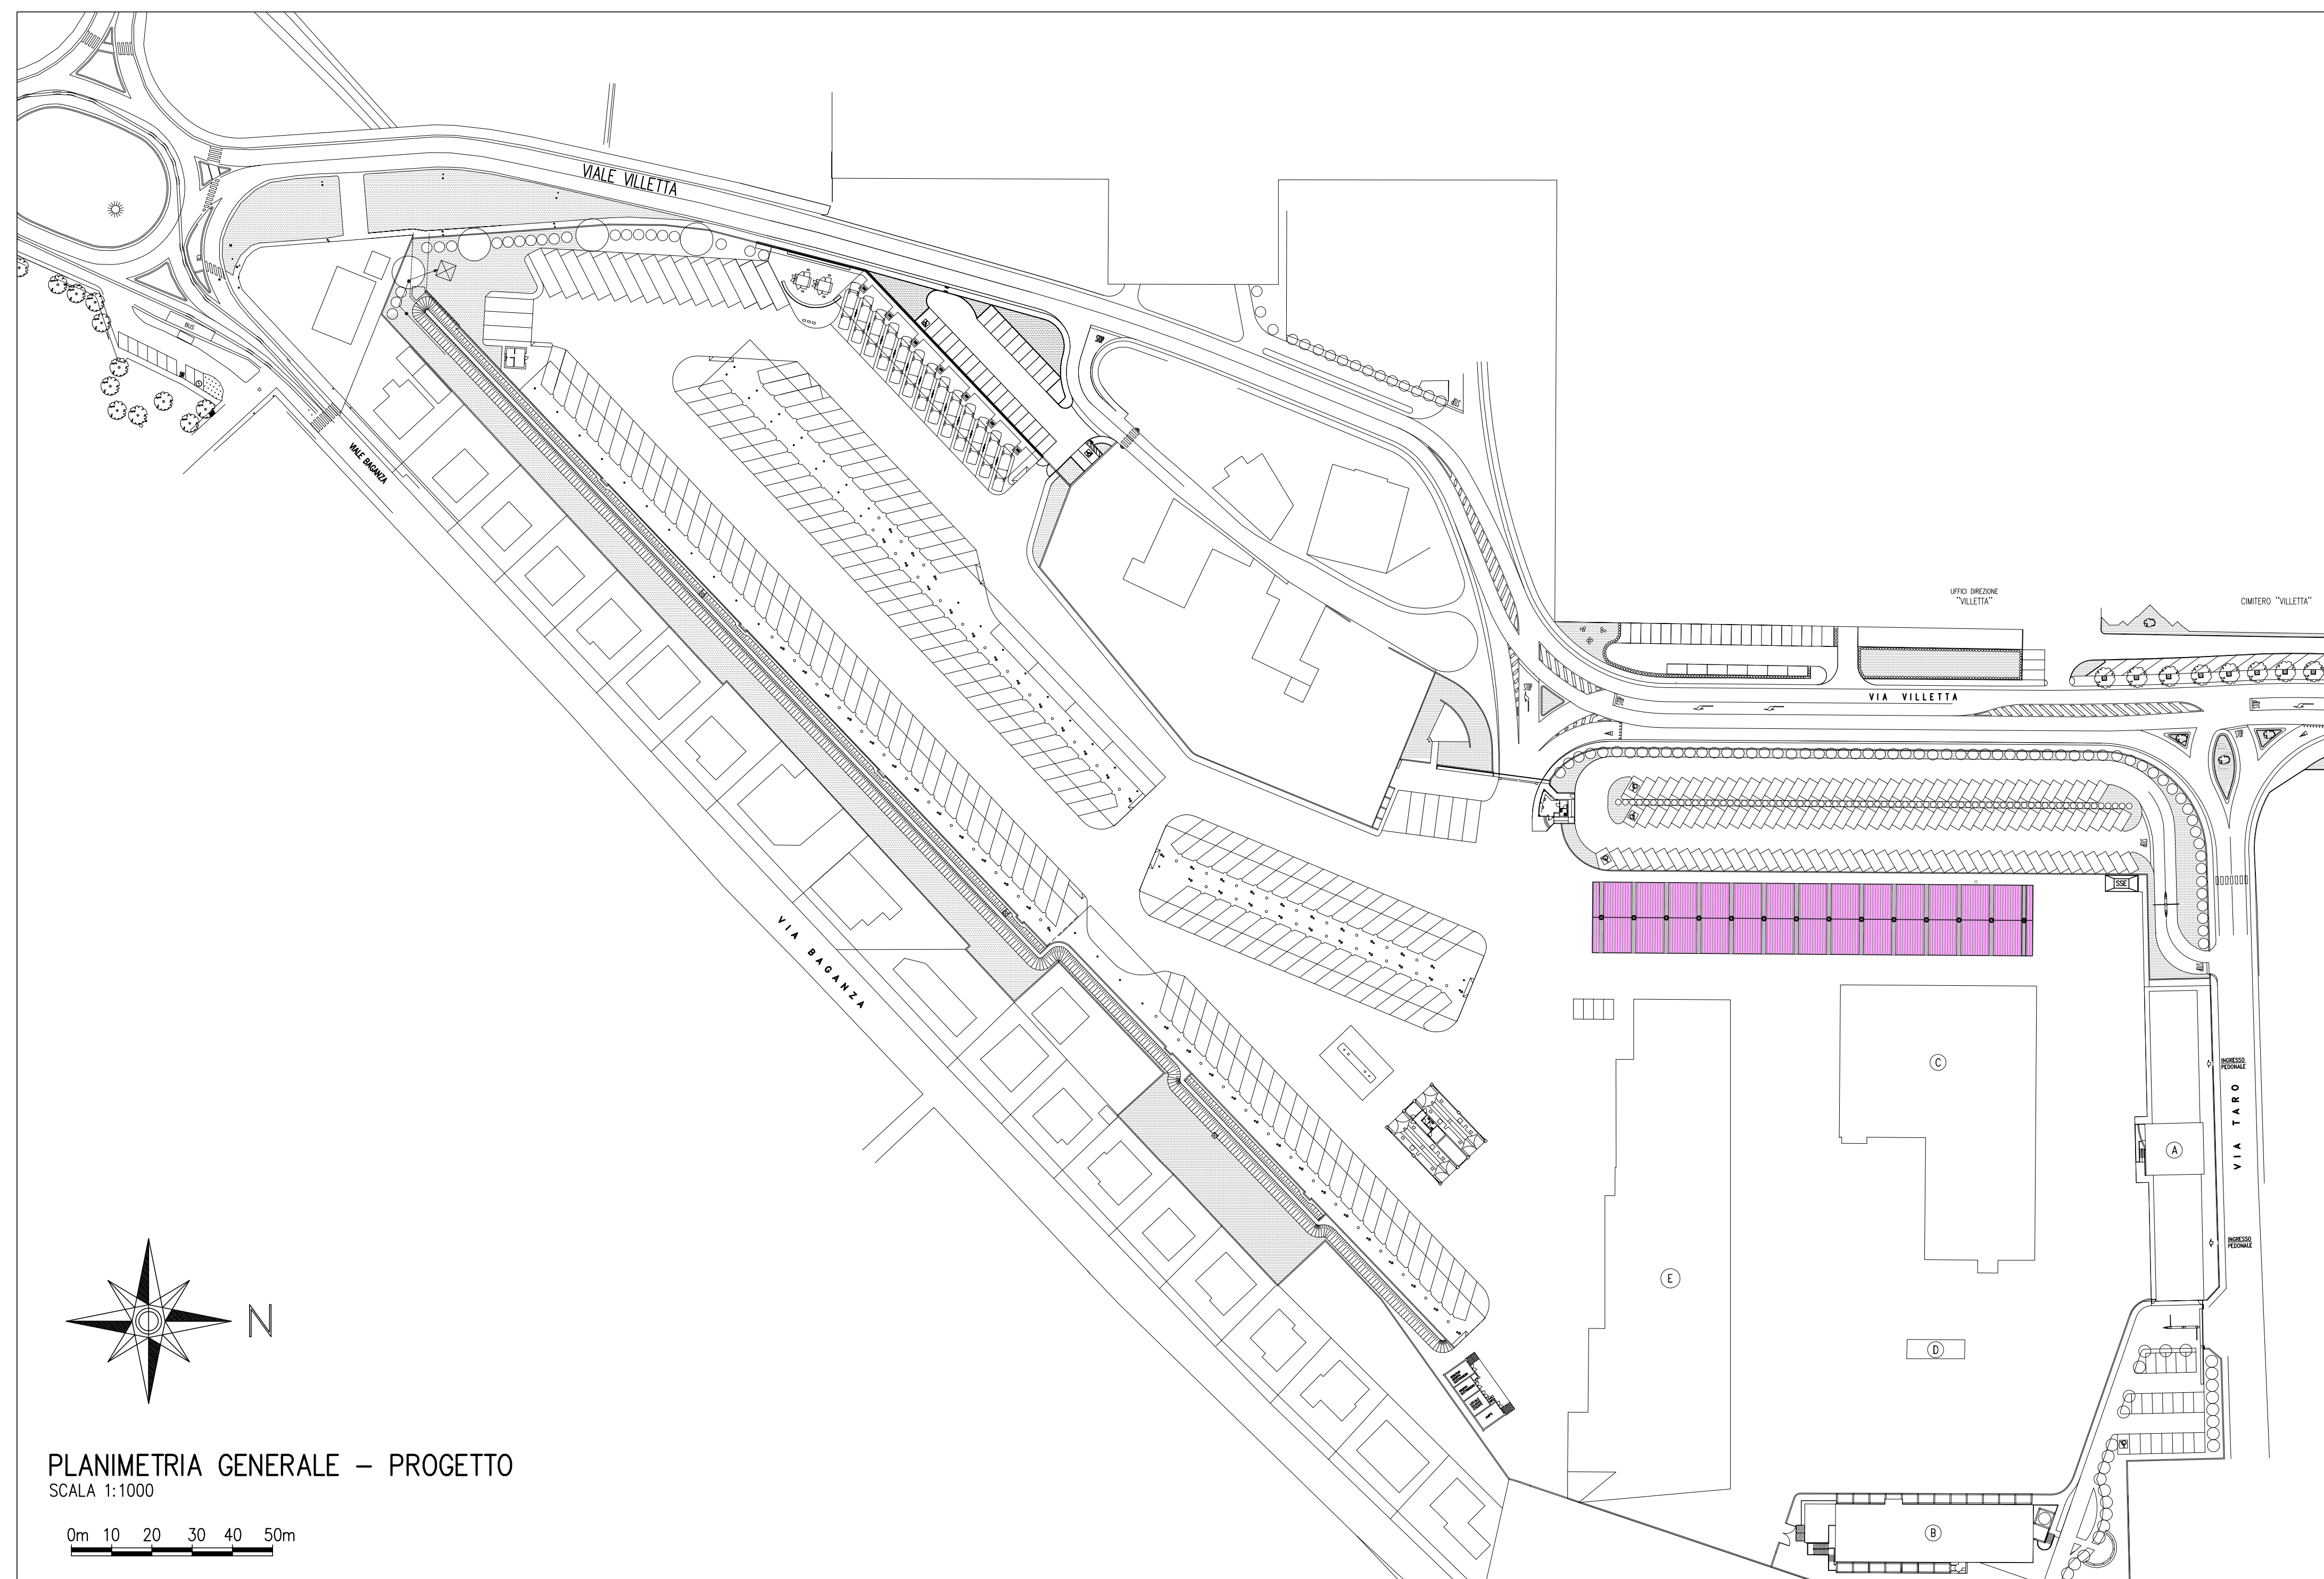 VIALE VILLETTA
BUS
VIALE BAGANZA
UFFICI DIREZIONE
"VILLETTA"
CIMITERO "VILLETTA"
VIA VILLETTA
SSE
VIA BAGANZA
C
INGRESSO
PEDONALE
VIA TARO
A
INGRESSO
PEDONALE
E
D
B
N
PLANIMETRIA GENERALE – PROGETTO
SCALA 1:1000
0m 10 20 30 40 50m